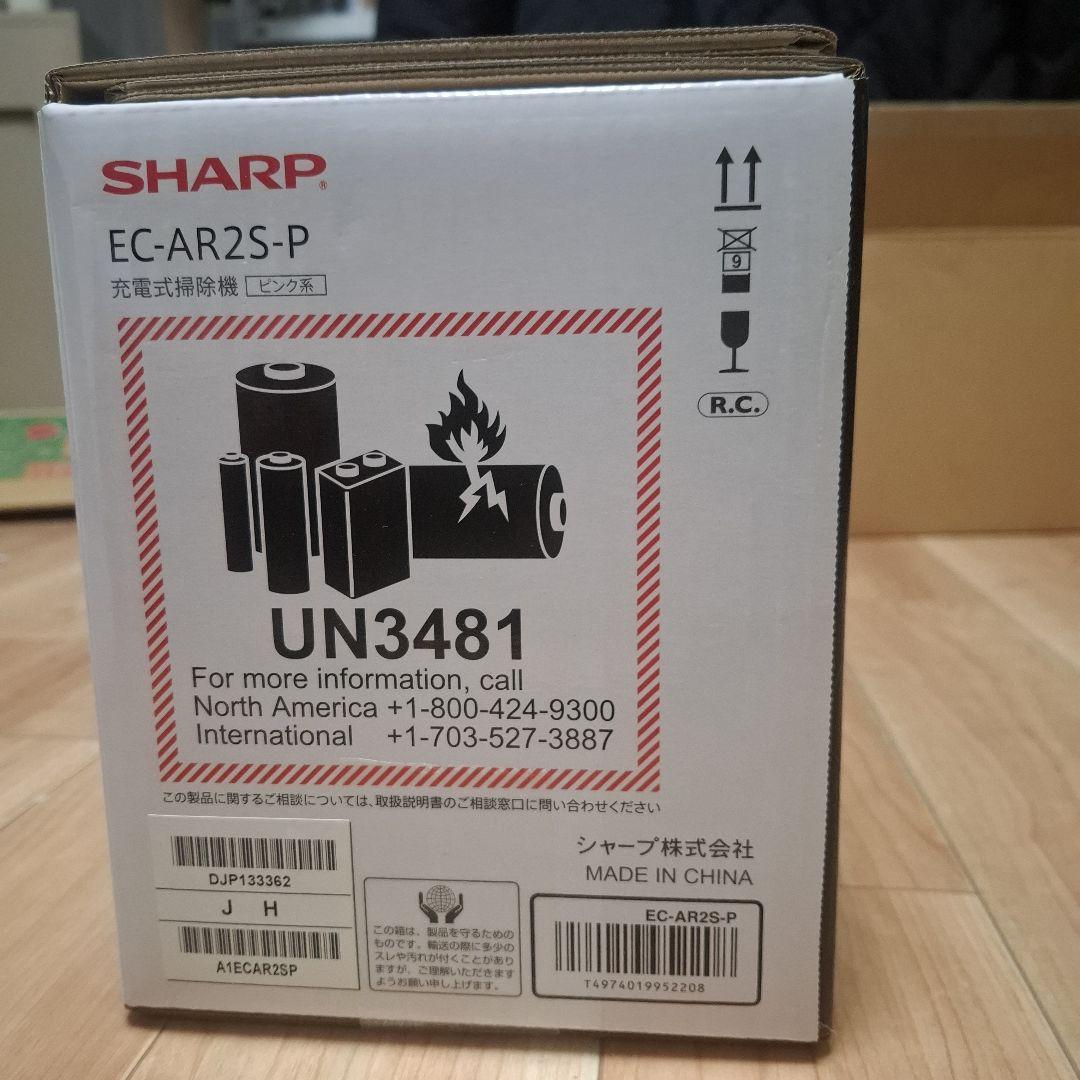 SHARP®
EC-AR2S-P
充電式掃除機 ピンク系
9
R.C.
UN3481
For more information, call
North America +1-800-424-9300
International +1-703-527-3887
この製品に関するご相談については、取扱説明書のご相談窓口に問い合わせください
シャープ株式会社
MADE IN CHINA
DJP133362
J H
A1ECAR2SP
この箱は、製品を守るための
ものです。輸送の際に多少の
スレや汚れが付くことがあり
ますが、ご理解いただきます
ようお願い申し上げます。
EC-AR2S-P
T4974019952208